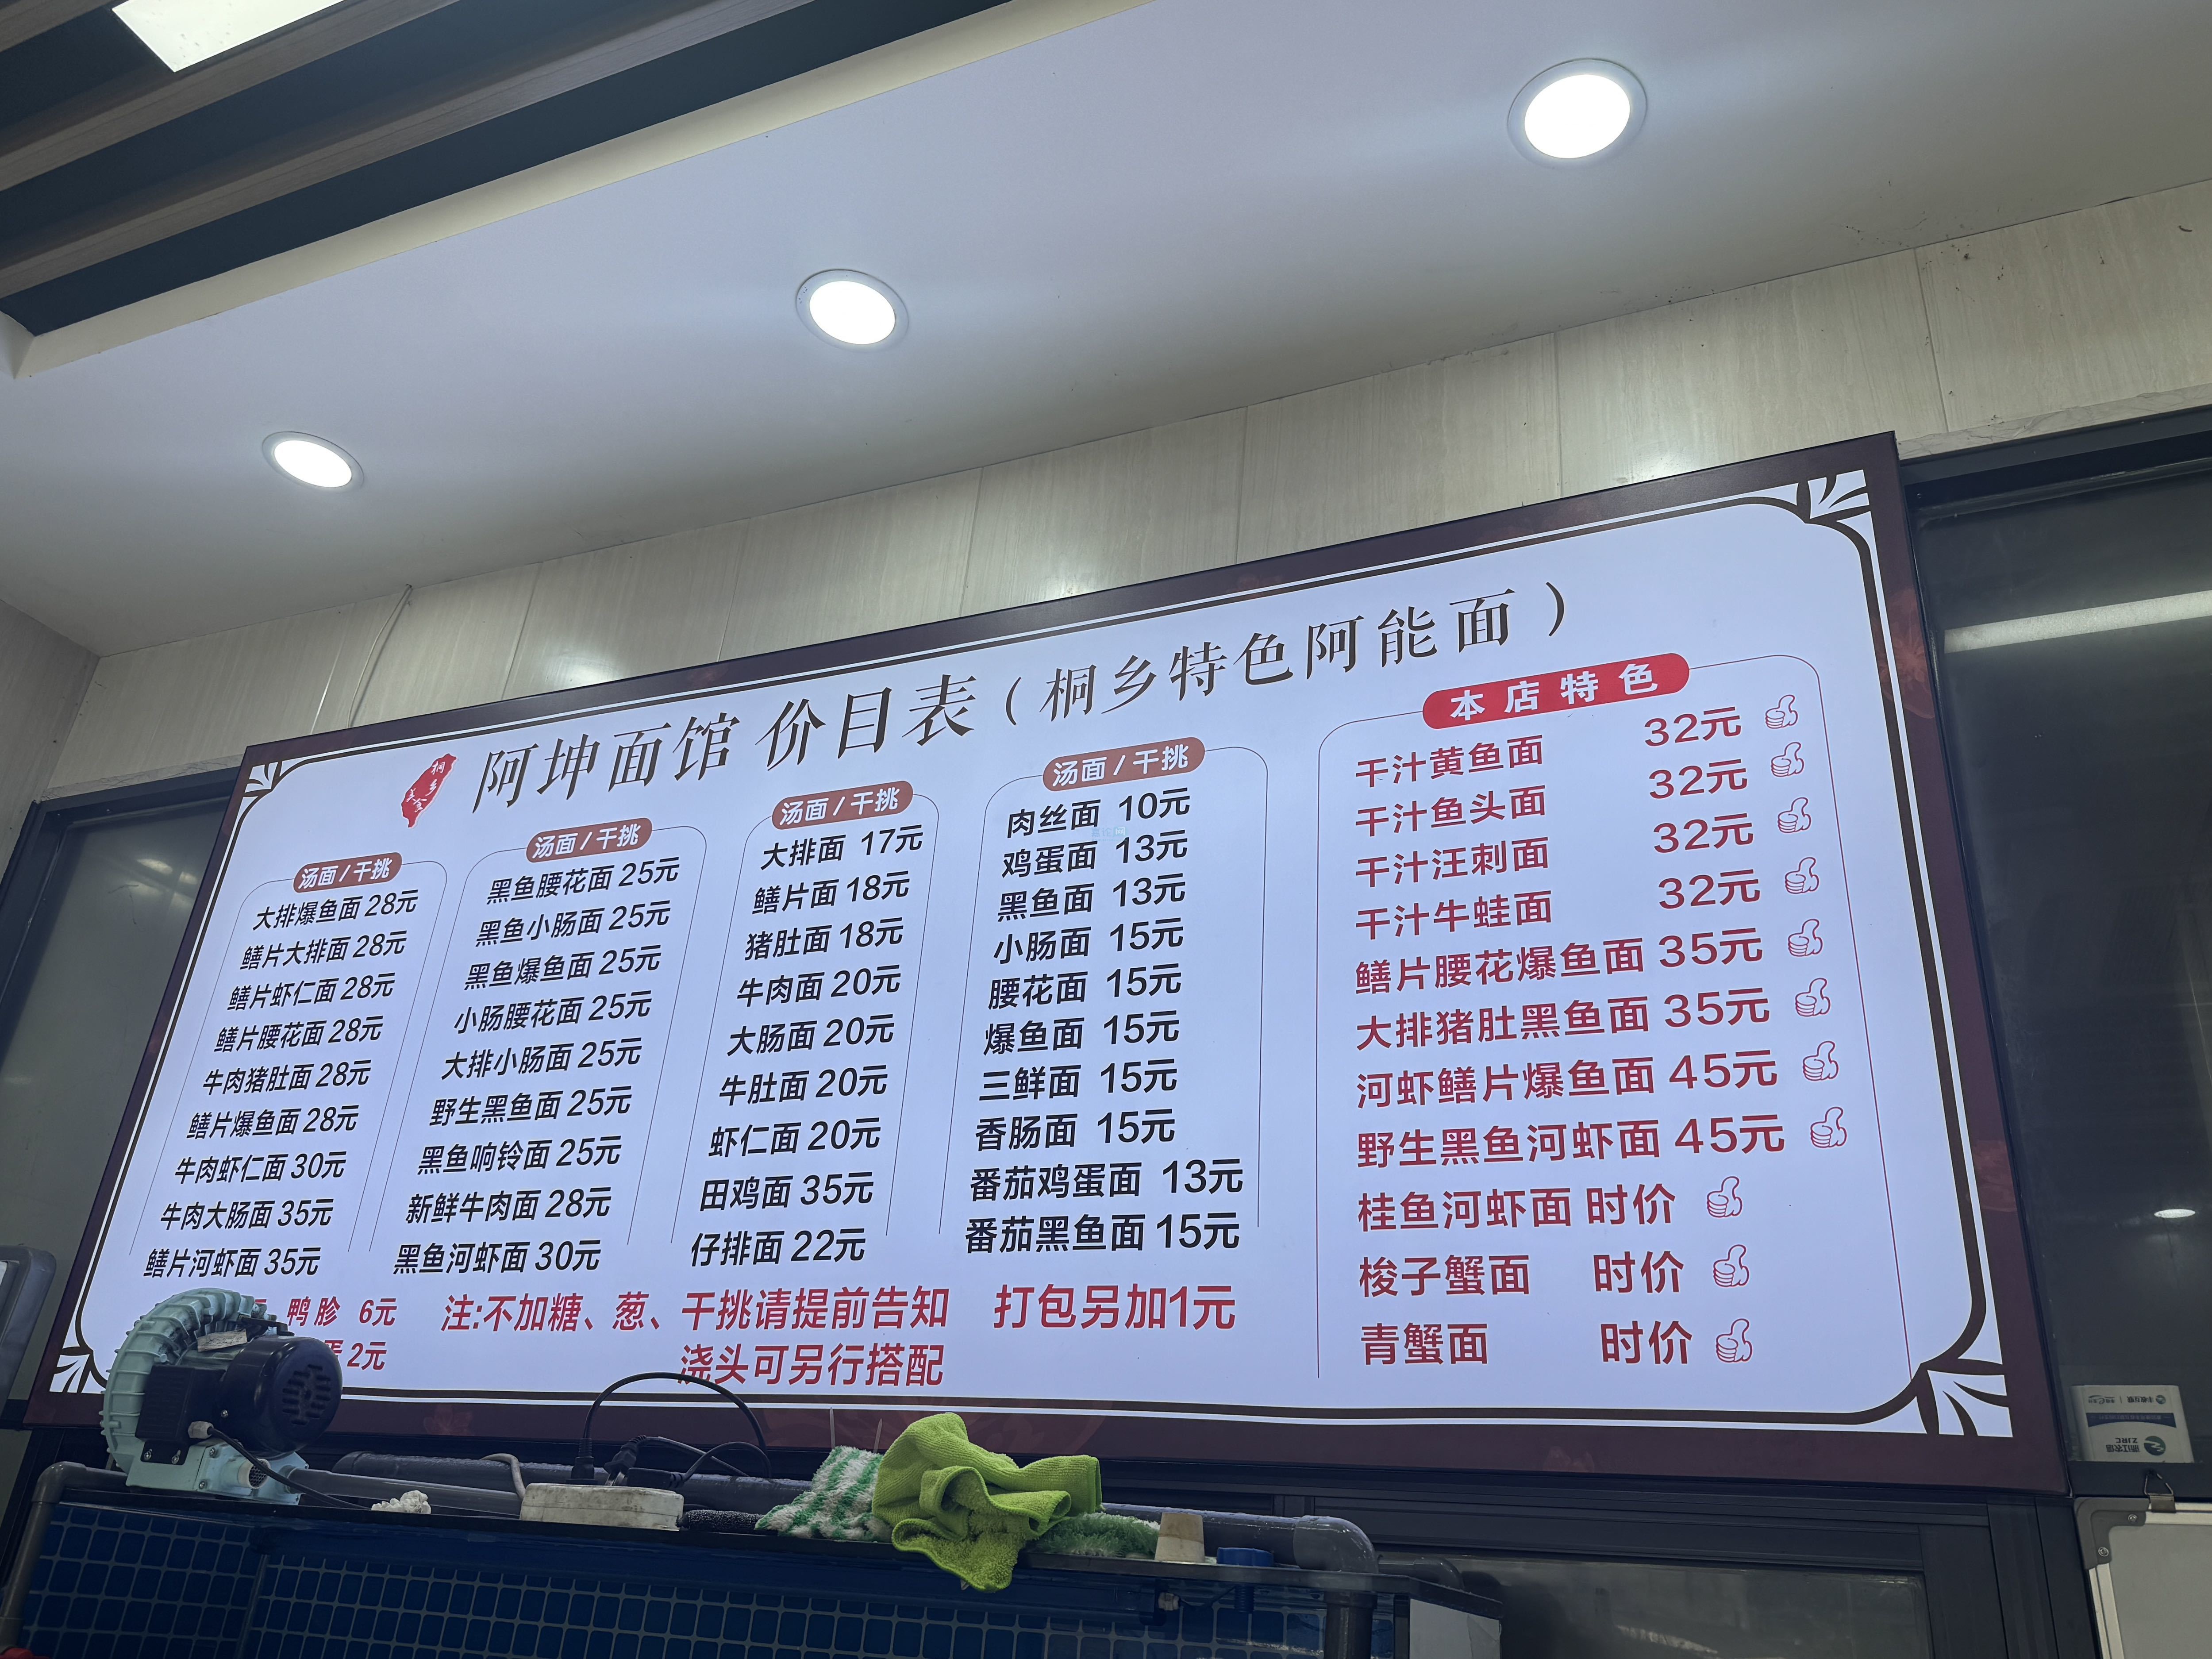 阿坤面馆 价目表（桐乡特色阿能面）
桐乡
美食
汤面/干挑
大排爆鱼面 28元
鳝片大排面 28元
鳝片虾仁面 28元
鳝片腰花面 28元
牛肉猪肚面 28元
鳝片爆鱼面 28元
牛肉虾仁面 30元
牛肉大肠面 35元
鳝片河虾面 35元
汤面/干挑
黑鱼腰花面 25元
黑鱼小肠面 25元
黑鱼爆鱼面 25元
小肠腰花面 25元
大排小肠面 25元
野生黑鱼面 25元
黑鱼响铃面 25元
新鲜牛肉面 28元
黑鱼河虾面 30元
汤面/干挑
大排面 17元
鳝片面 18元
猪肚面 18元
牛肉面 20元
大肠面 20元
牛肚面 20元
虾仁面 20元
田鸡面 35元
仔排面 22元
汤面/干挑
肉丝面 10元
鸡蛋面 13元
黑鱼面 13元
小肠面 15元
腰花面 15元
爆鱼面 15元
三鲜面 15元
香肠面 15元
番茄鸡蛋面 13元
番茄黑鱼面 15元
本店特色
干汁黄鱼面 32元
干汁鱼头面 32元
干汁汪刺面 32元
干汁牛蛙面 32元
鳝片腰花爆鱼面 35元
大排猪肚黑鱼面 35元
河虾鳝片爆鱼面 45元
野生黑鱼河虾面 45元
桂鱼河虾面 时价
梭子蟹面 时价
青蟹面 时价
鸭胗 6元
2元
注:不加糖、葱、干挑请提前告知 打包另加1元
浇头可另行搭配
浙江农信
ZJRC